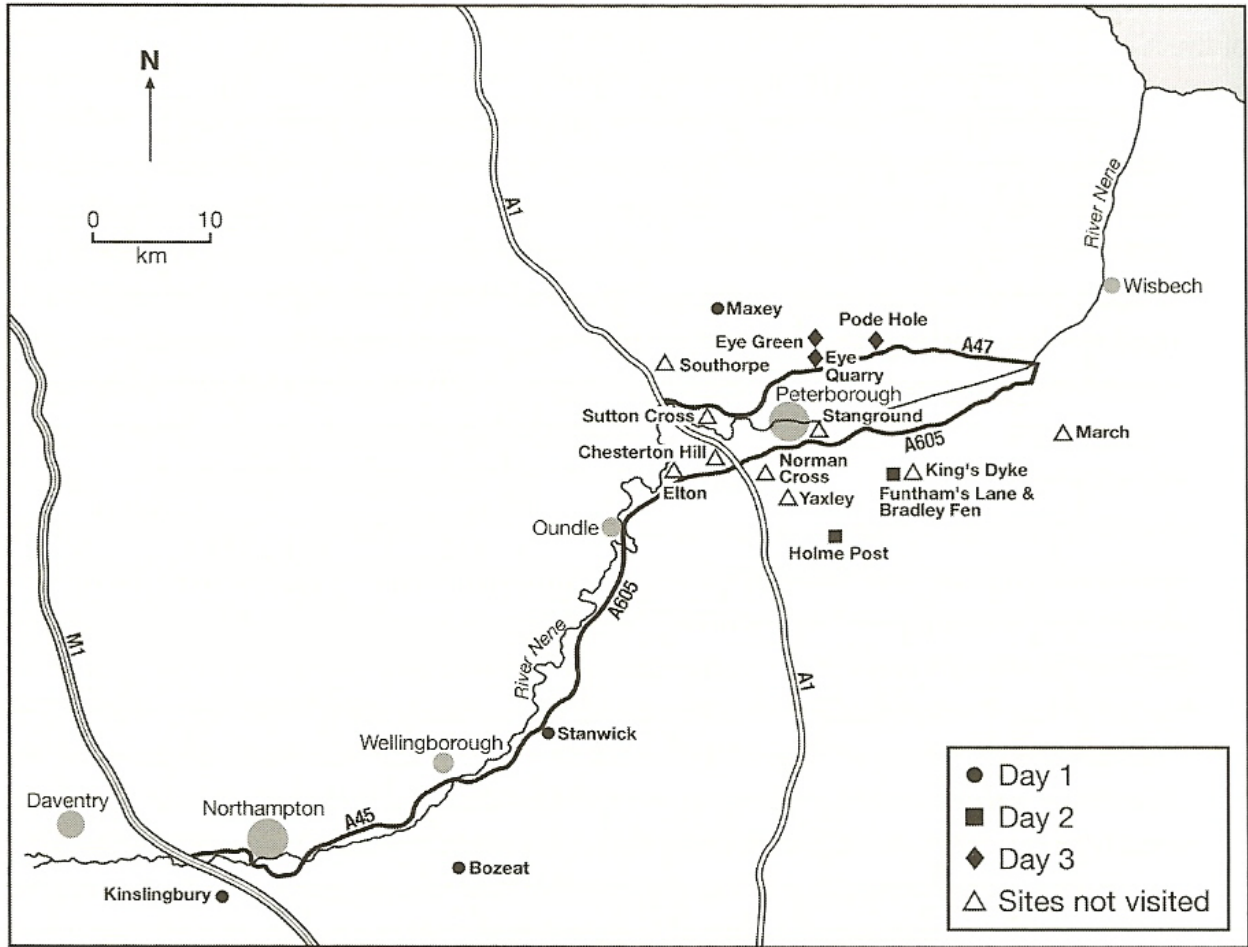 N
0 10
km
A1
River Nene
Wisbech
Maxey
Pode Hole
Eye Green
A47
Southorpe
Eye
Quarry
Peterborough
Sutton Cross
Stanground
A605
March
Chesterton Hill
Norman
Cross
King's Dyke
Elton
Yaxley
Funtham's Lane &
Bradley Fen
Oundle
Holme Post
A605
M1
River Nene
A1
Stanwick
Wellingborough
Daventry
Northampton
A45
Bozeat
Kinslingbury
Day 1
Day 2
Day 3
Sites not visited